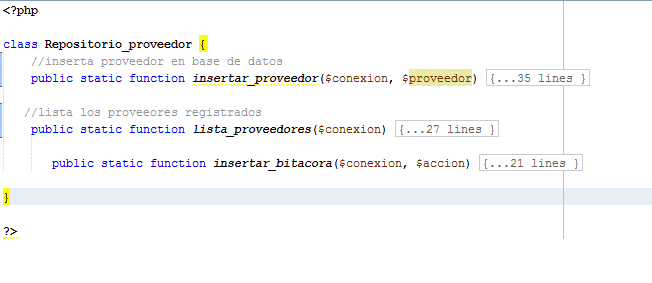 <?php
class Repositorio_proveedor {
//inserta proveedor en base de datos
public static function insertar_proveedor($conexion, $proveedor) {...35 lines }
//lista los proveeores registrados
public static function lista_proveedores($conexion) {...27 lines }
public static function insertar_bitacora($conexion, $accion) {...21 lines }
}
?>